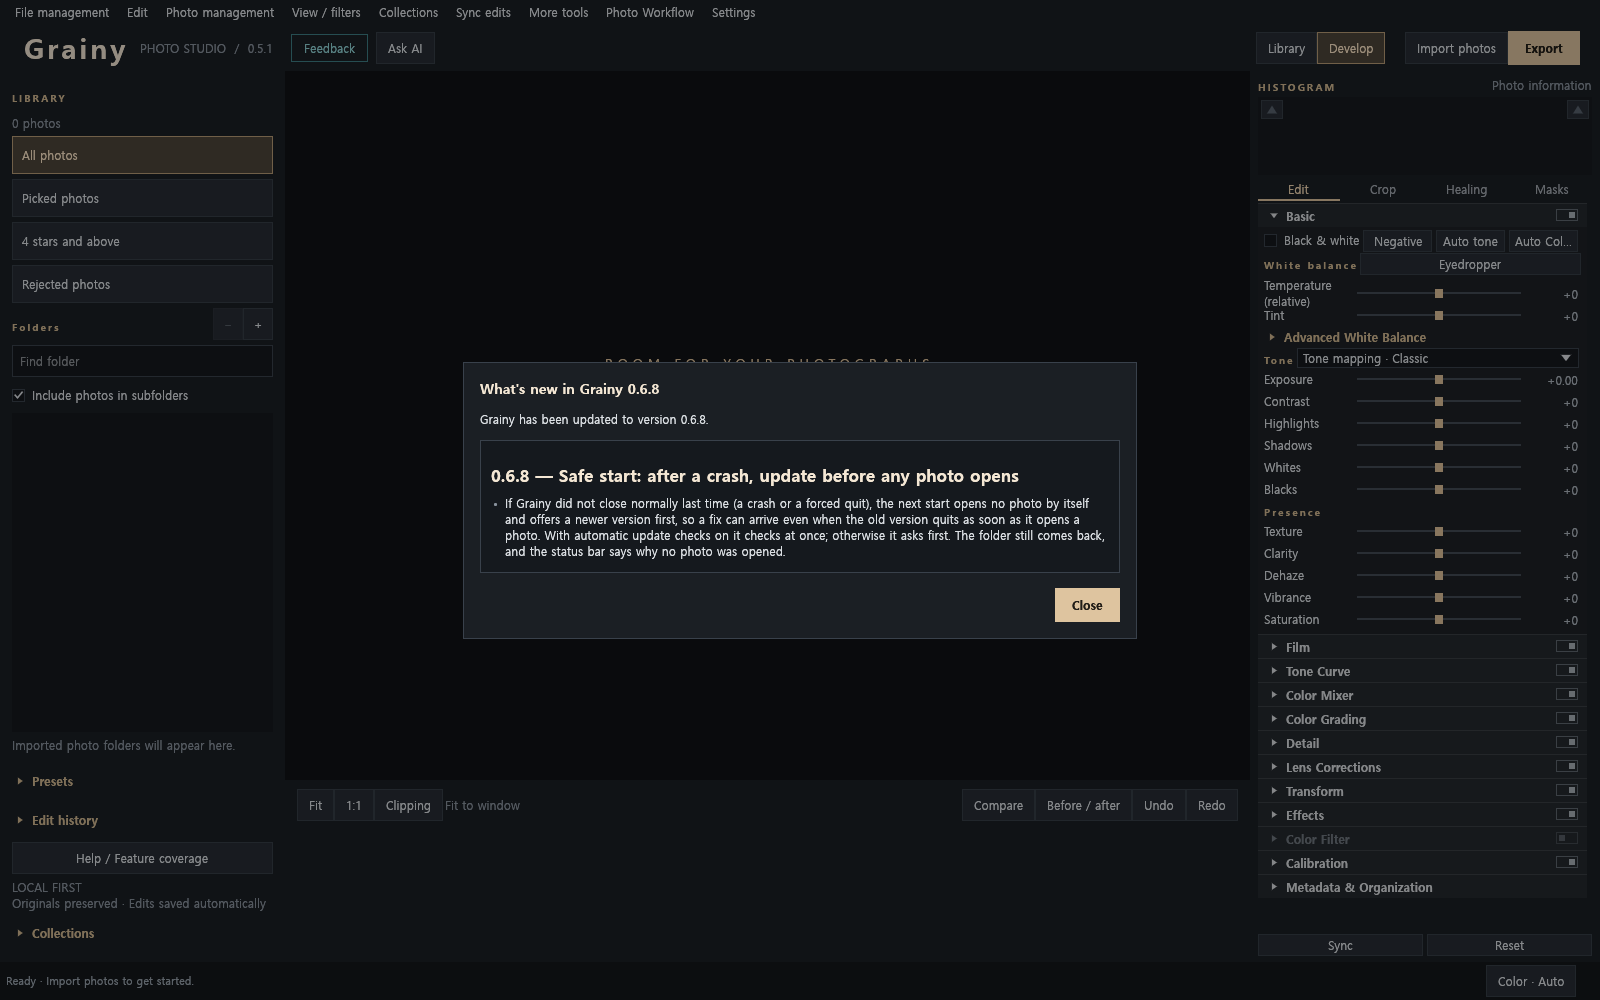 File management Edit Photo management View / filters Collections Sync edits More tools Photo Workflow Settings
Grainy PHOTO STUDIO / 0.5.1 Feedback Ask AI Library Develop Import photos Export
LIBRARY
0 photos
All photos
Picked photos
4 stars and above
Rejected photos
Folders − +
Find folder
Include photos in subfolders
Imported photo folders will appear here.
Presets
Edit history
Help / Feature coverage
LOCAL FIRST
Originals preserved · Edits saved automatically
Collections
What's new in Grainy 0.6.8
Grainy has been updated to version 0.6.8.
0.6.8 — Safe start: after a crash, update before any photo opens
• If Grainy did not close normally last time (a crash or a forced quit), the next start opens no photo by itself
and offers a newer version first, so a fix can arrive even when the old version quits as soon as it opens a
photo. With automatic update checks on it checks at once; otherwise it asks first. The folder still comes back,
and the status bar says why no photo was opened.
Close
Fit 1:1 Clipping Fit to window Compare Before / after Undo Redo
HISTOGRAM Photo information
Edit Crop Healing Masks
Basic
Black & white Negative Auto tone Auto Col...
White balance Eyedropper
Temperature
(relative) +0
Tint +0
Advanced White Balance
Tone Tone mapping · Classic
Exposure +0.00
Contrast +0
Highlights +0
Shadows +0
Whites +0
Blacks +0
Presence
Texture +0
Clarity +0
Dehaze +0
Vibrance +0
Saturation +0
Film
Tone Curve
Color Mixer
Color Grading
Detail
Lens Corrections
Transform
Effects
Color Filter
Calibration
Metadata & Organization
Sync Reset
Ready · Import photos to get started. Color · Auto